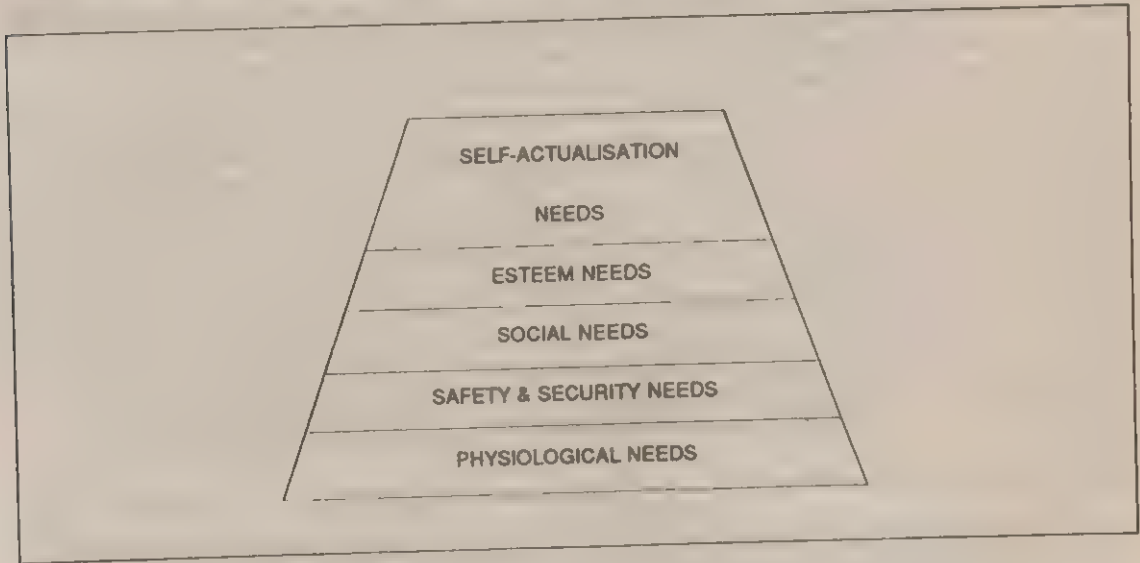 SELF-ACTUALISATION
NEEDS
ESTEEM NEEDS
SOCIAL NEEDS
SAFETY & SECURITY NEEDS
PHYSIOLOGICAL NEEDS